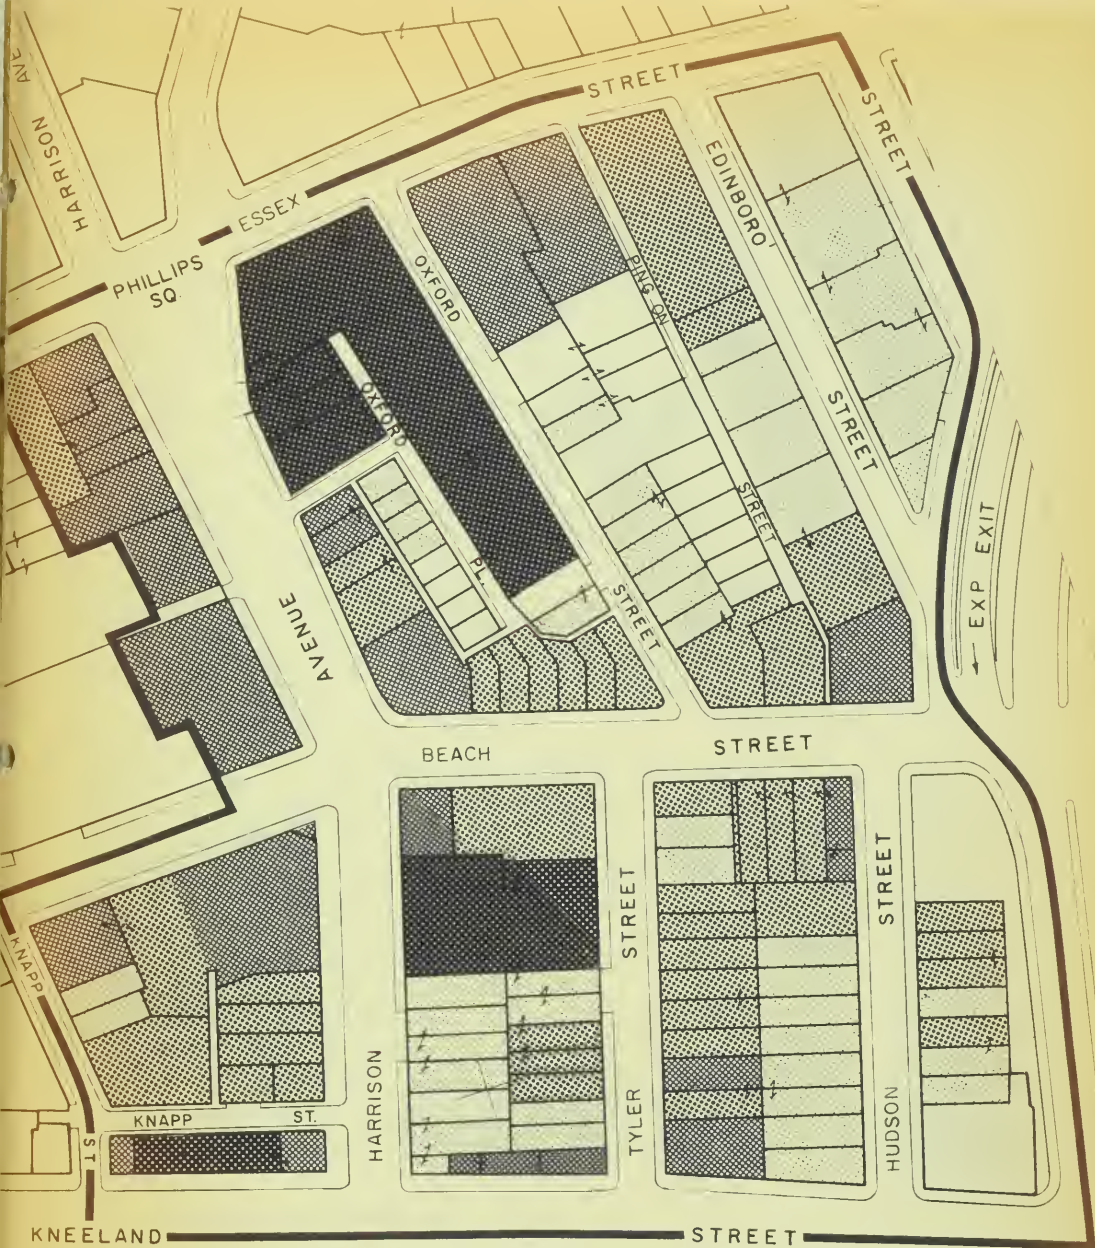 HARRISON
AVE
PHILLIPS
SQ.
ESSEX
STREET
STREET
EDINBORO'
STREET
OXFORD
STREET
PING ON
STREET
OXFORD
PL.
AVENUE
← EXP EXIT
BEACH
STREET
KNAPP
ST.
KNAPP
ST.
HARRISON
STREET
TYLER
STREET
HUDSON
KNEELAND
STREET